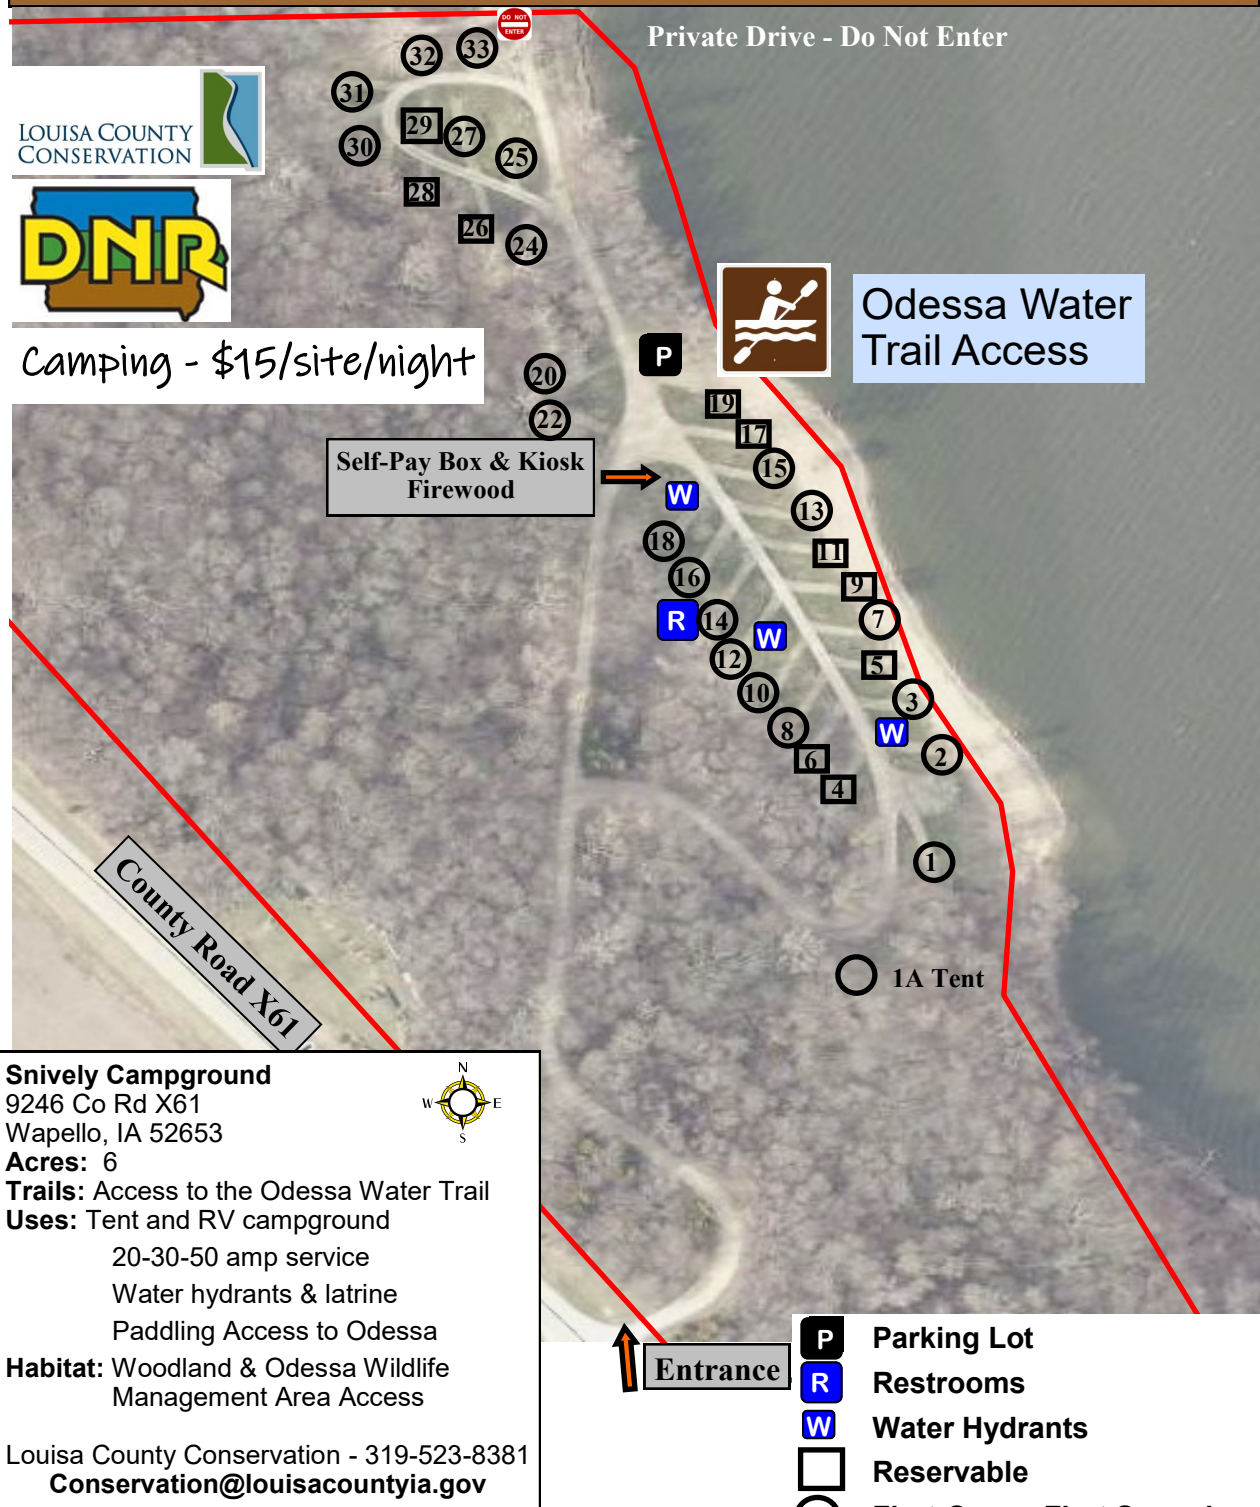 DO NOT
ENTER
Private Drive - Do Not Enter
32
33
31
29
27
30
25
28
26
24
LOUISA COUNTY
CONSERVATION
DNR
Camping - $15/site/night
P
Odessa Water
Trail Access
20
22
19
17
15
Self-Pay Box & Kiosk
Firewood
W
13
18
11
16
9
R
14
W
7
12
5
10
3
8
W
6
2
4
1
County Road X61
1A Tent
Snively Campground
9246 Co Rd X61
Wapello, IA 52653
Acres: 6
Trails: Access to the Odessa Water Trail
Uses: Tent and RV campground
20-30-50 amp service
Water hydrants & latrine
Paddling Access to Odessa
Habitat: Woodland & Odessa Wildlife
Management Area Access
Louisa County Conservation - 319-523-8381
Conservation@louisacountyia.gov
N
W E
S
Entrance
P Parking Lot
R Restrooms
W Water Hydrants
Reservable